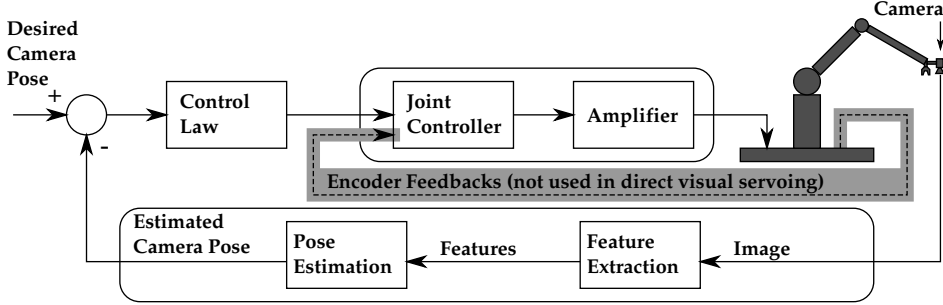 Camera
Desired
Camera
Pose
+
-
Control
Law
Joint
Controller
Amplifier
Encoder Feedbacks (not used in direct visual servoing)
Estimated
Camera Pose
Pose
Estimation
Features
Feature
Extraction
Image